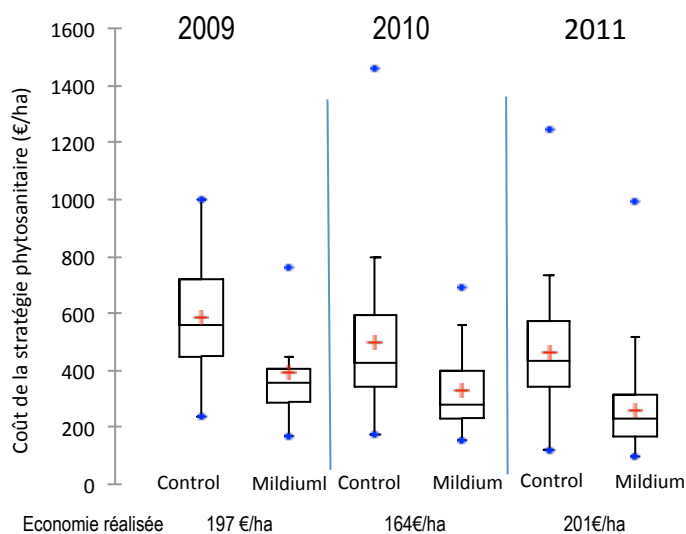 2009 2010 2011
Coût de la stratégie phytosanitaire (€/ha)
1600
1400
1200
1000
800
600
400
200
0
Control Mildiuml Control Mildium Control Mildium
Economie réalisée 197 €/ha 164€/ha 201€/ha